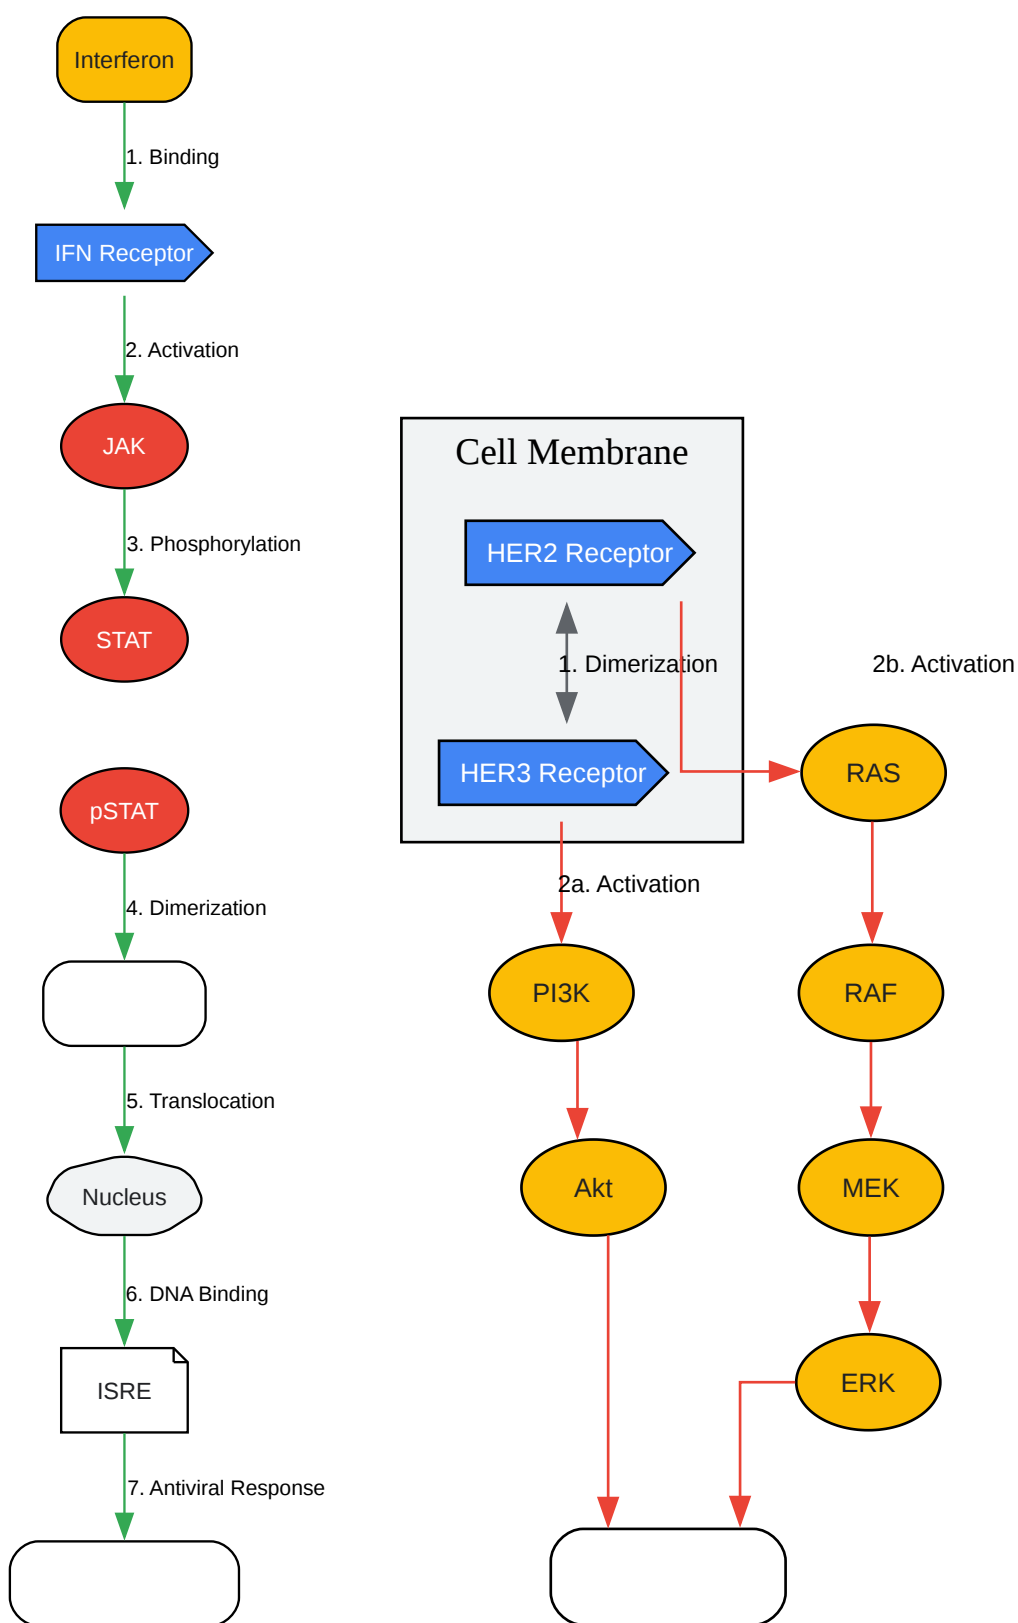 Interferon
1. Binding
IFN Receptor
2. Activation
JAK
3. Phosphorylation
STAT
pSTAT
4. Dimerization
5. Translocation
Nucleus
6. DNA Binding
ISRE
7. Antiviral Response
Cell Membrane
HER2 Receptor
1. Dimerization
HER3 Receptor
2a. Activation
PI3K
Akt
2b. Activation
RAS
RAF
MEK
ERK